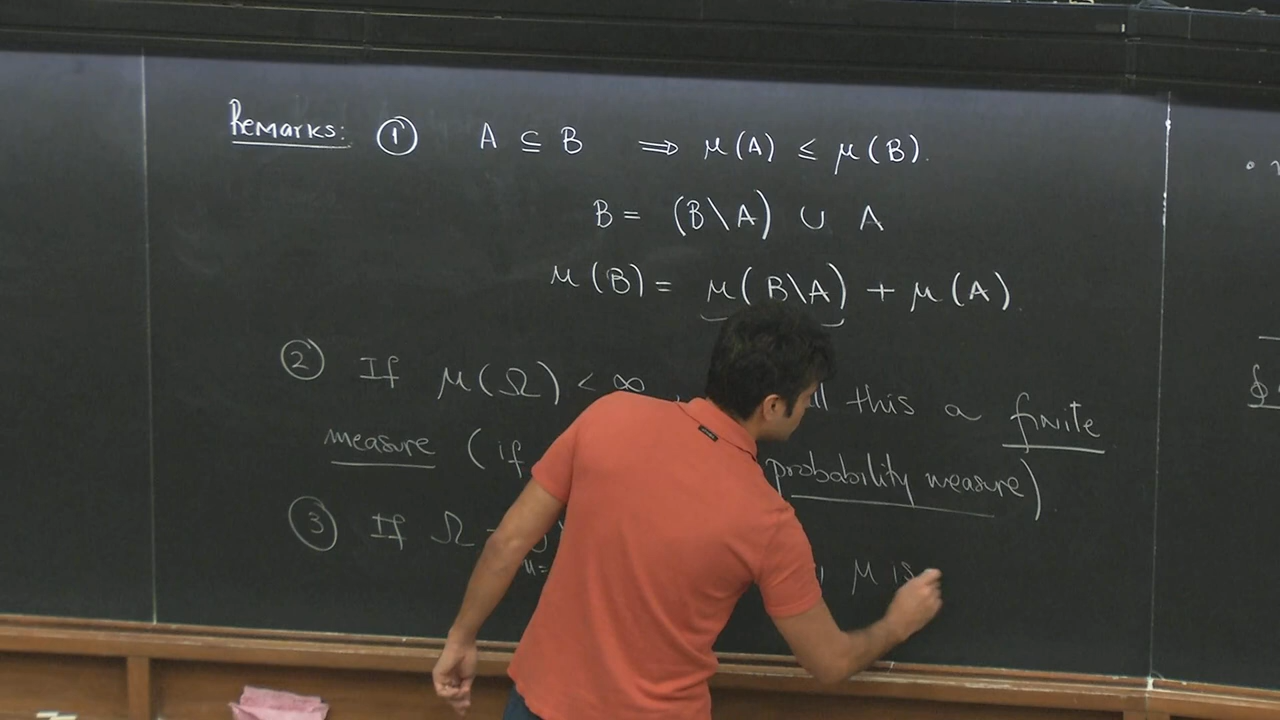 Remarks: ① A ⊆ B ⟹ μ(A) ≤ μ(B).
B = (B\A) ∪ A
μ(B) = μ(B\A) + μ(A).
② If μ(Ω) < ∞, this a finite
measure (if probability measure)
③ If Ω μ is